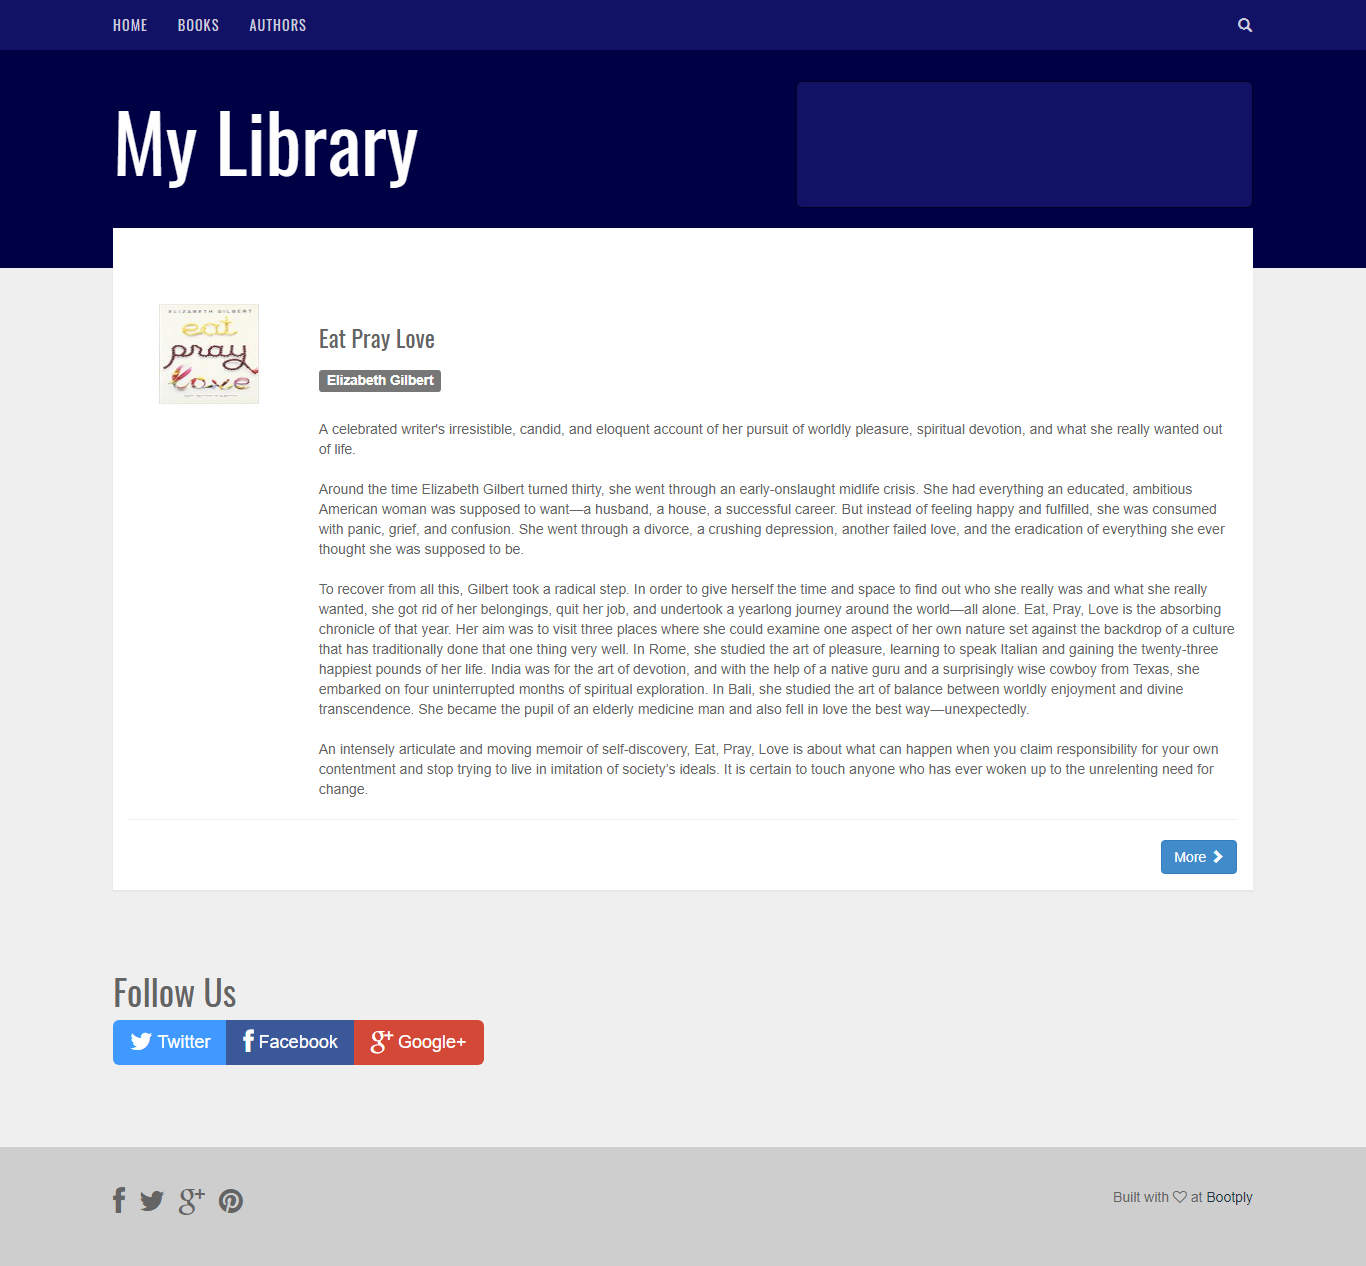 HOME BOOKS AUTHORS
My Library
ELIZABETH GILBERT
eat
pray
love
Eat Pray Love
Elizabeth Gilbert
A celebrated writer's irresistible, candid, and eloquent account of her pursuit of worldly pleasure, spiritual devotion, and what she really wanted out
of life.
Around the time Elizabeth Gilbert turned thirty, she went through an early-onslaught midlife crisis. She had everything an educated, ambitious
American woman was supposed to want—a husband, a house, a successful career. But instead of feeling happy and fulfilled, she was consumed
with panic, grief, and confusion. She went through a divorce, a crushing depression, another failed love, and the eradication of everything she ever
thought she was supposed to be.
To recover from all this, Gilbert took a radical step. In order to give herself the time and space to find out who she really was and what she really
wanted, she got rid of her belongings, quit her job, and undertook a yearlong journey around the world—all alone. Eat, Pray, Love is the absorbing
chronicle of that year. Her aim was to visit three places where she could examine one aspect of her own nature set against the backdrop of a culture
that has traditionally done that one thing very well. In Rome, she studied the art of pleasure, learning to speak Italian and gaining the twenty-three
happiest pounds of her life. India was for the art of devotion, and with the help of a native guru and a surprisingly wise cowboy from Texas, she
embarked on four uninterrupted months of spiritual exploration. In Bali, she studied the art of balance between worldly enjoyment and divine
transcendence. She became the pupil of an elderly medicine man and also fell in love the best way—unexpectedly.
An intensely articulate and moving memoir of self-discovery, Eat, Pray, Love is about what can happen when you claim responsibility for your own
contentment and stop trying to live in imitation of society's ideals. It is certain to touch anyone who has ever woken up to the unrelenting need for
change.
More
Follow Us
Twitter Facebook Google+
Built with ♡ at Bootply